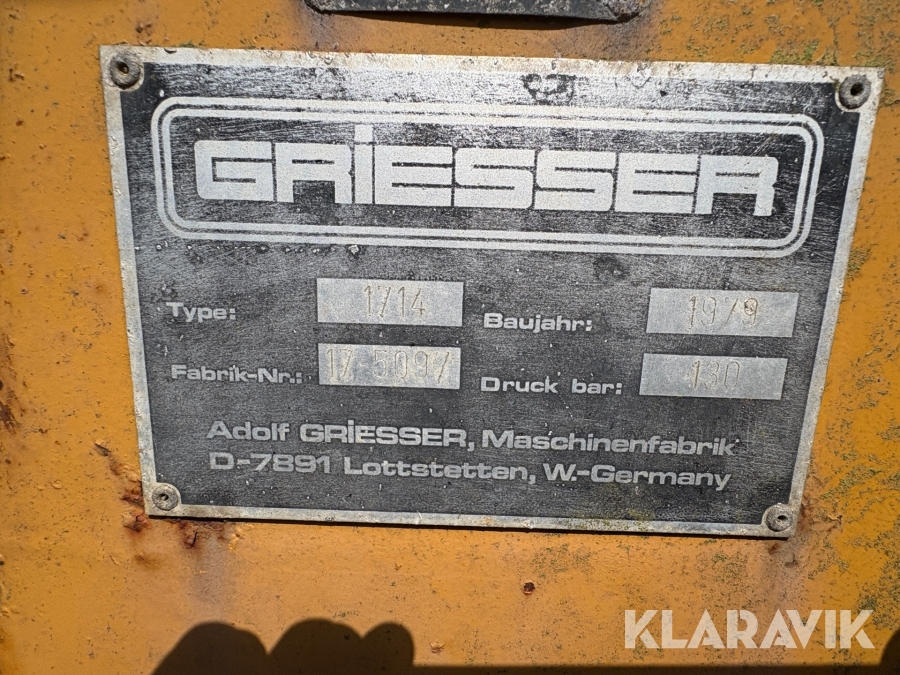 GRIESSER
Type: 1714 Baujahr: 1979
Fabrik-Nr.: 17 5097 Druck bar: 130
Adolf GRIESSER, Maschinenfabrik
D-7891 Lottstetten, W.-Germany
KLARAVIK